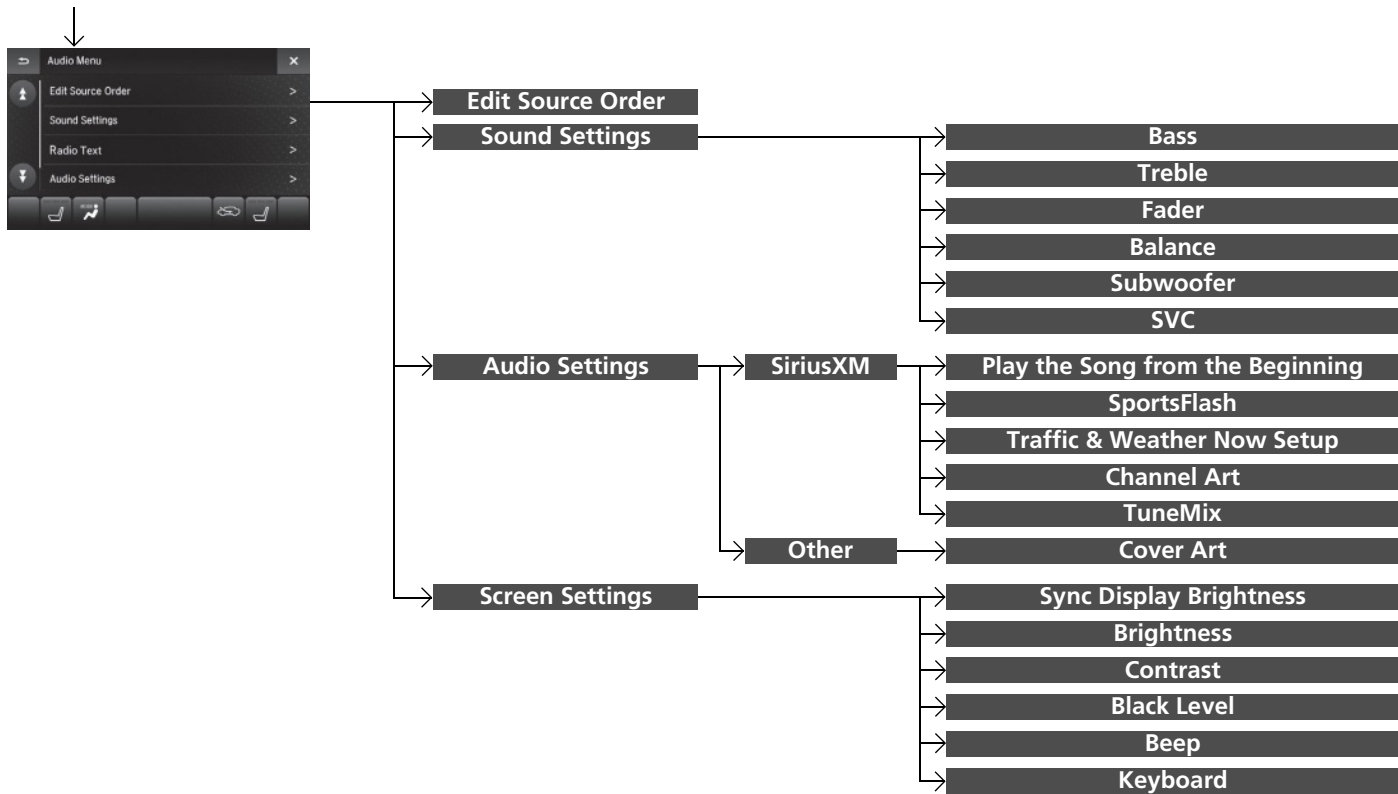 Audio Menu
Edit Source Order
Sound Settings
Radio Text
Audio Settings
Edit Source Order
Sound Settings
Bass
Treble
Fader
Balance
Subwoofer
SVC
Audio Settings
SiriusXM
Play the Song from the Beginning
SportsFlash
Traffic & Weather Now Setup
Channel Art
TuneMix
Other
Cover Art
Screen Settings
Sync Display Brightness
Brightness
Contrast
Black Level
Beep
Keyboard